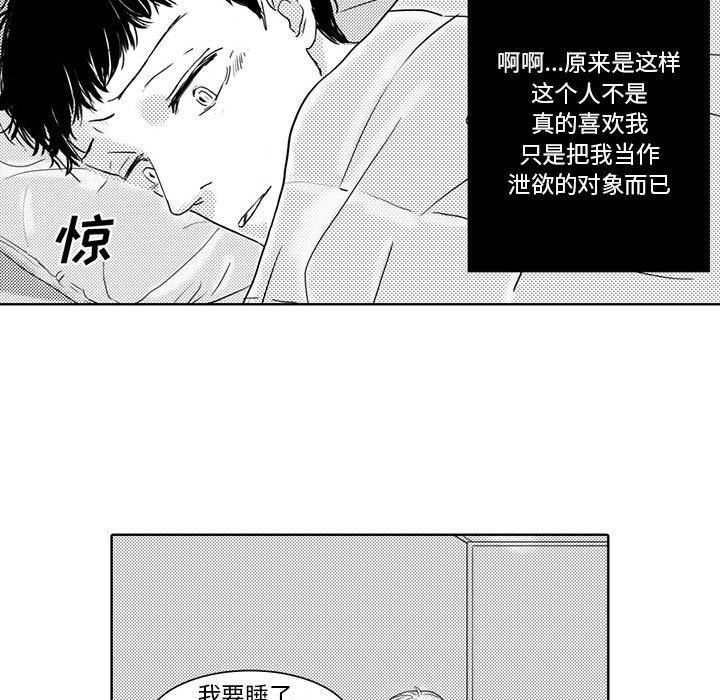 啊啊...原来是这样
这个人不是
真的喜欢我
只是把我当作
泄欲的对象而已
惊
我要睡了